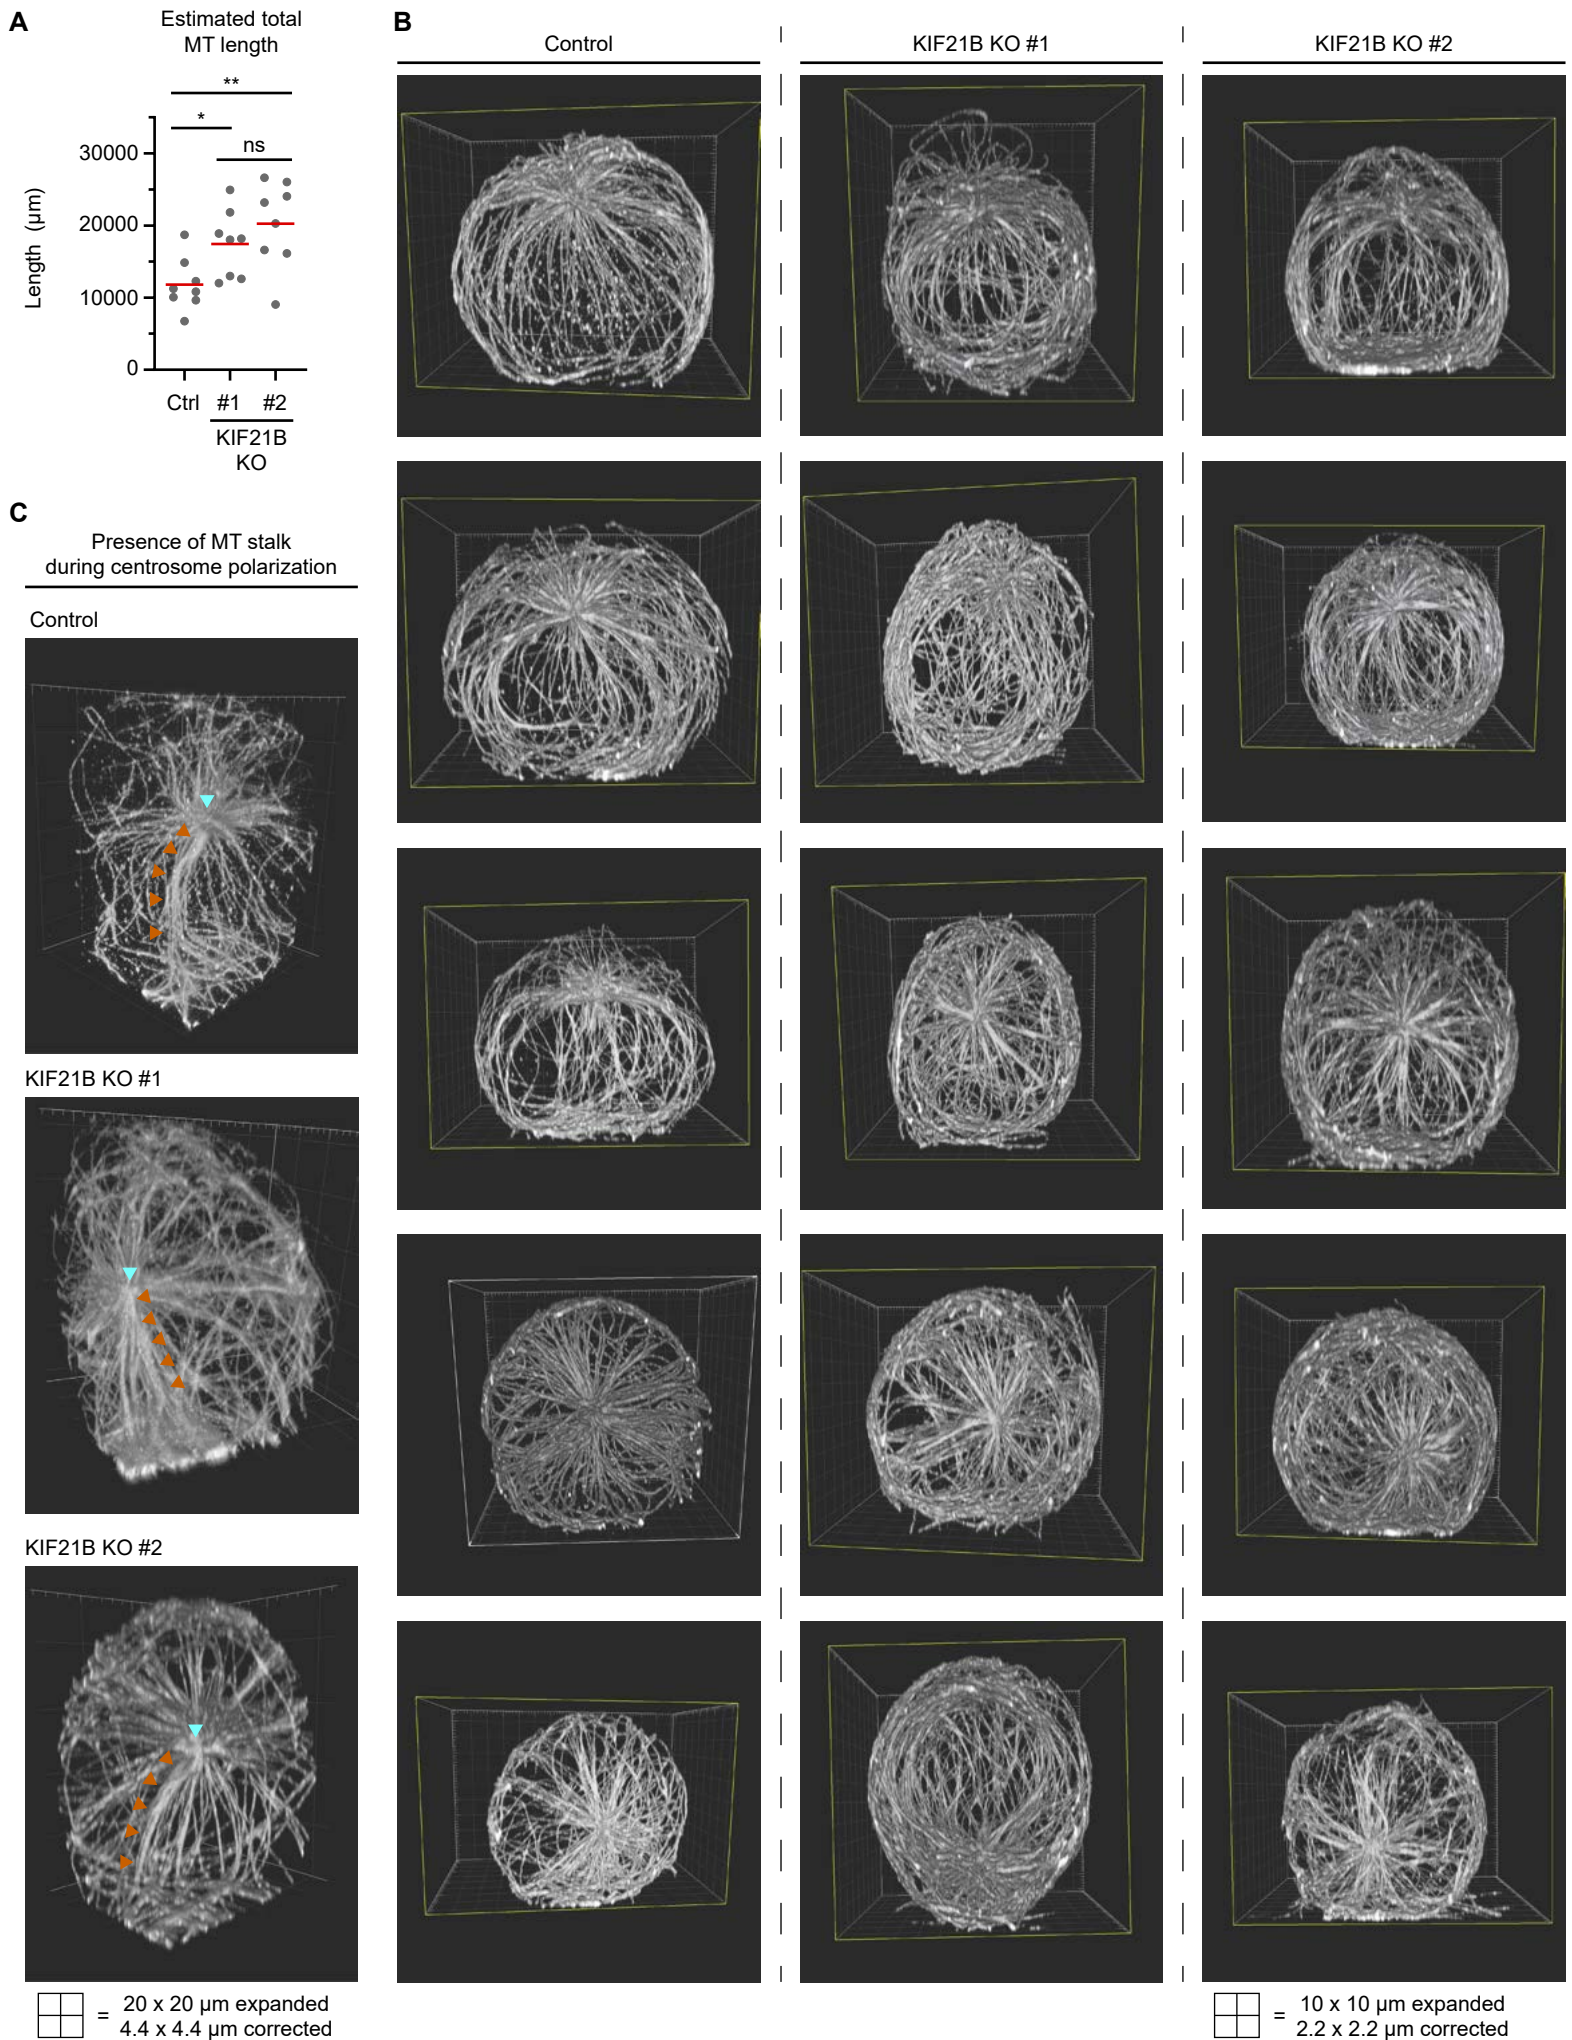 A
Estimated total
MT length
**
*
ns
Length (µm)
30000
20000
10000
0
Ctrl #1 #2
KIF21B
KO
B
Control
KIF21B KO #1
KIF21B KO #2
C
Presence of MT stalk
during centrosome polarization
Control
KIF21B KO #1
KIF21B KO #2
= 20 x 20 µm expanded
4.4 x 4.4 µm corrected
= 10 x 10 µm expanded
2.2 x 2.2 µm corrected